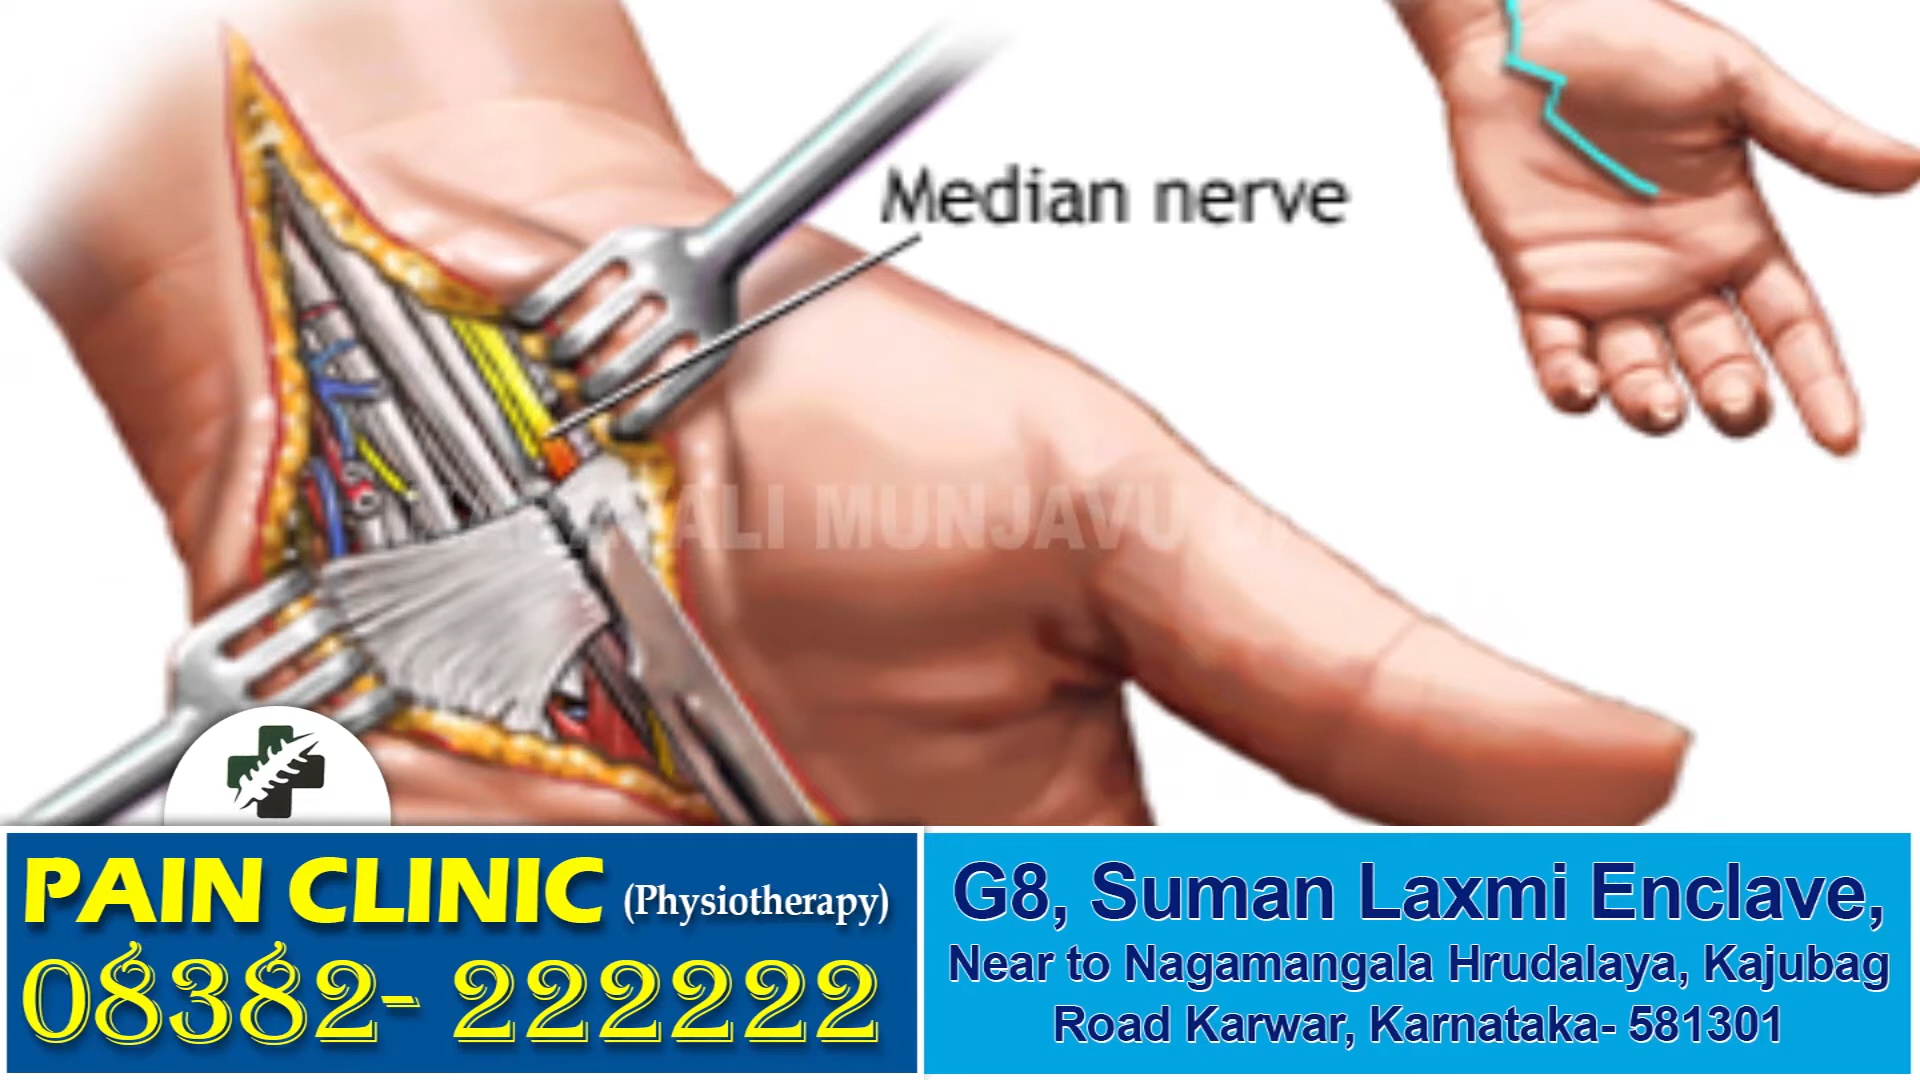 Median nerve
MUNJAVU
PAIN CLINIC (Physiotherapy)
08382- 222222
G8, Suman Laxmi Enclave,
Near to Nagamangala Hrudalaya, Kajubag
Road Karwar, Karnataka- 581301